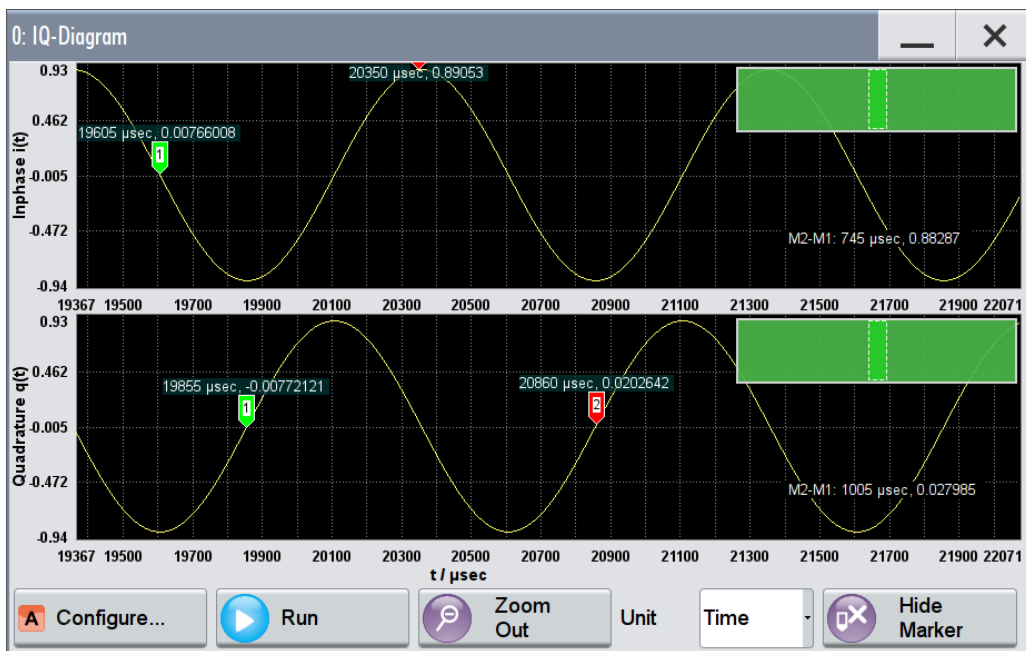 0: IQ-Diagram
0.93
20350 µsec, 0.89053
0.462
19605 µsec, 0.00766008
1
Inphase i(t)
-0.005
-0.472
M2-M1: 745 µsec, 0.88287
-0.94
19367 19500 19700 19900 20100 20300 20500 20700 20900 21100 21300 21500 21700 21900 22071
0.93
0.462
19855 µsec, -0.00772121
20860 µsec, 0.0202642
1
2
Quadrature q(t)
-0.005
-0.472
M2-M1: 1005 µsec, 0.027985
-0.94
19367 19500 19700 19900 20100 20300 20500 20700 20900 21100 21300 21500 21700 21900 22071
t / µsec
A Configure...
Run
Zoom
Out
Unit
Time
Hide
Marker